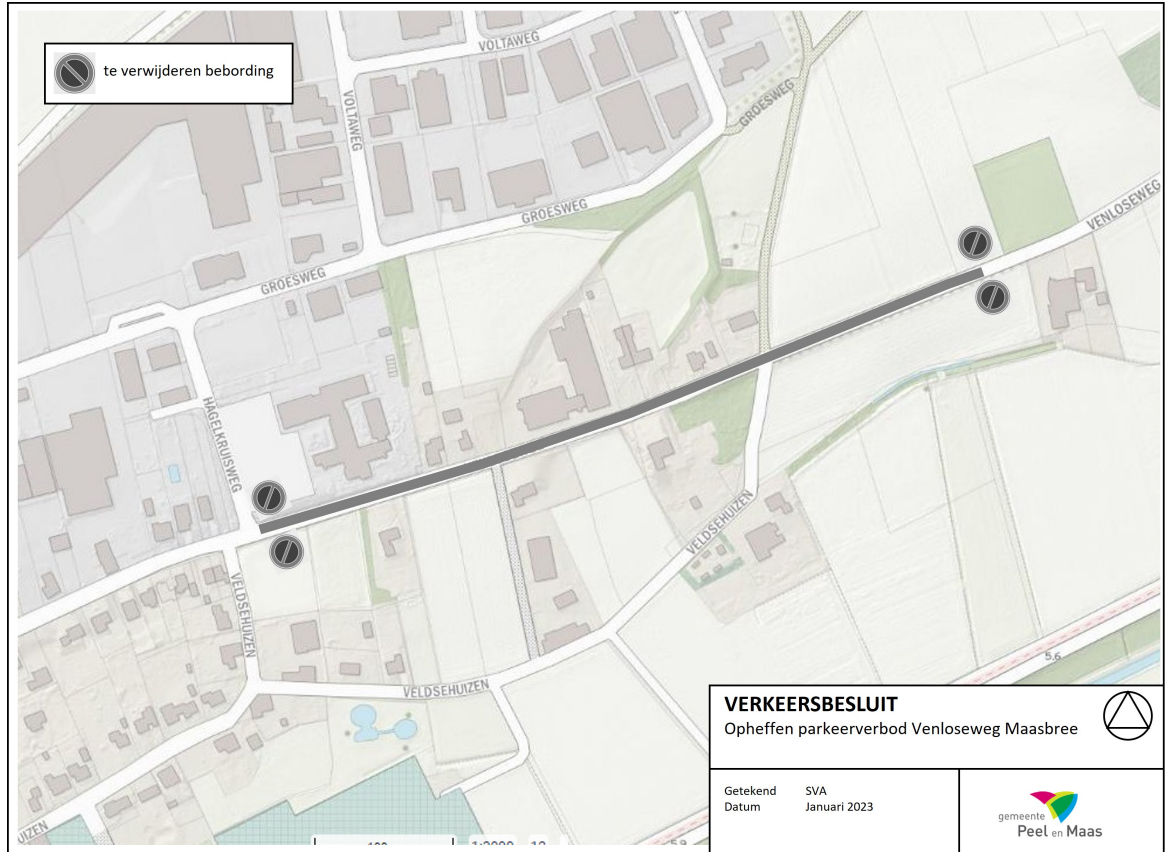 te verwijderen bebording
VOLTAWEG
VOLTAWEG
GROESWEG
GROESWEG
VENLOSEWEG
GROESWEG
HAGELKRUISWEG
VELDSEHUIZEN
VELDSEHUIZEN
VELDSEHUIZEN
5.6
VERKEERSBESLUIT
Opheffen parkeerverbod Venloseweg Maasbree
Getekend SVA
Datum Januari 2023
gemeente
Peel en Maas